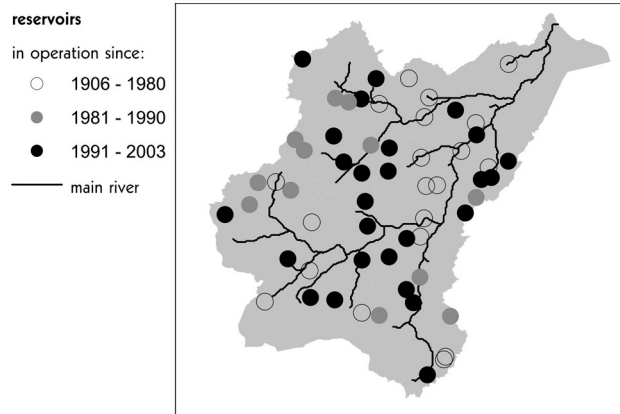 reservoirs
in operation since:
1906 - 1980
1981 - 1990
1991 - 2003
main river